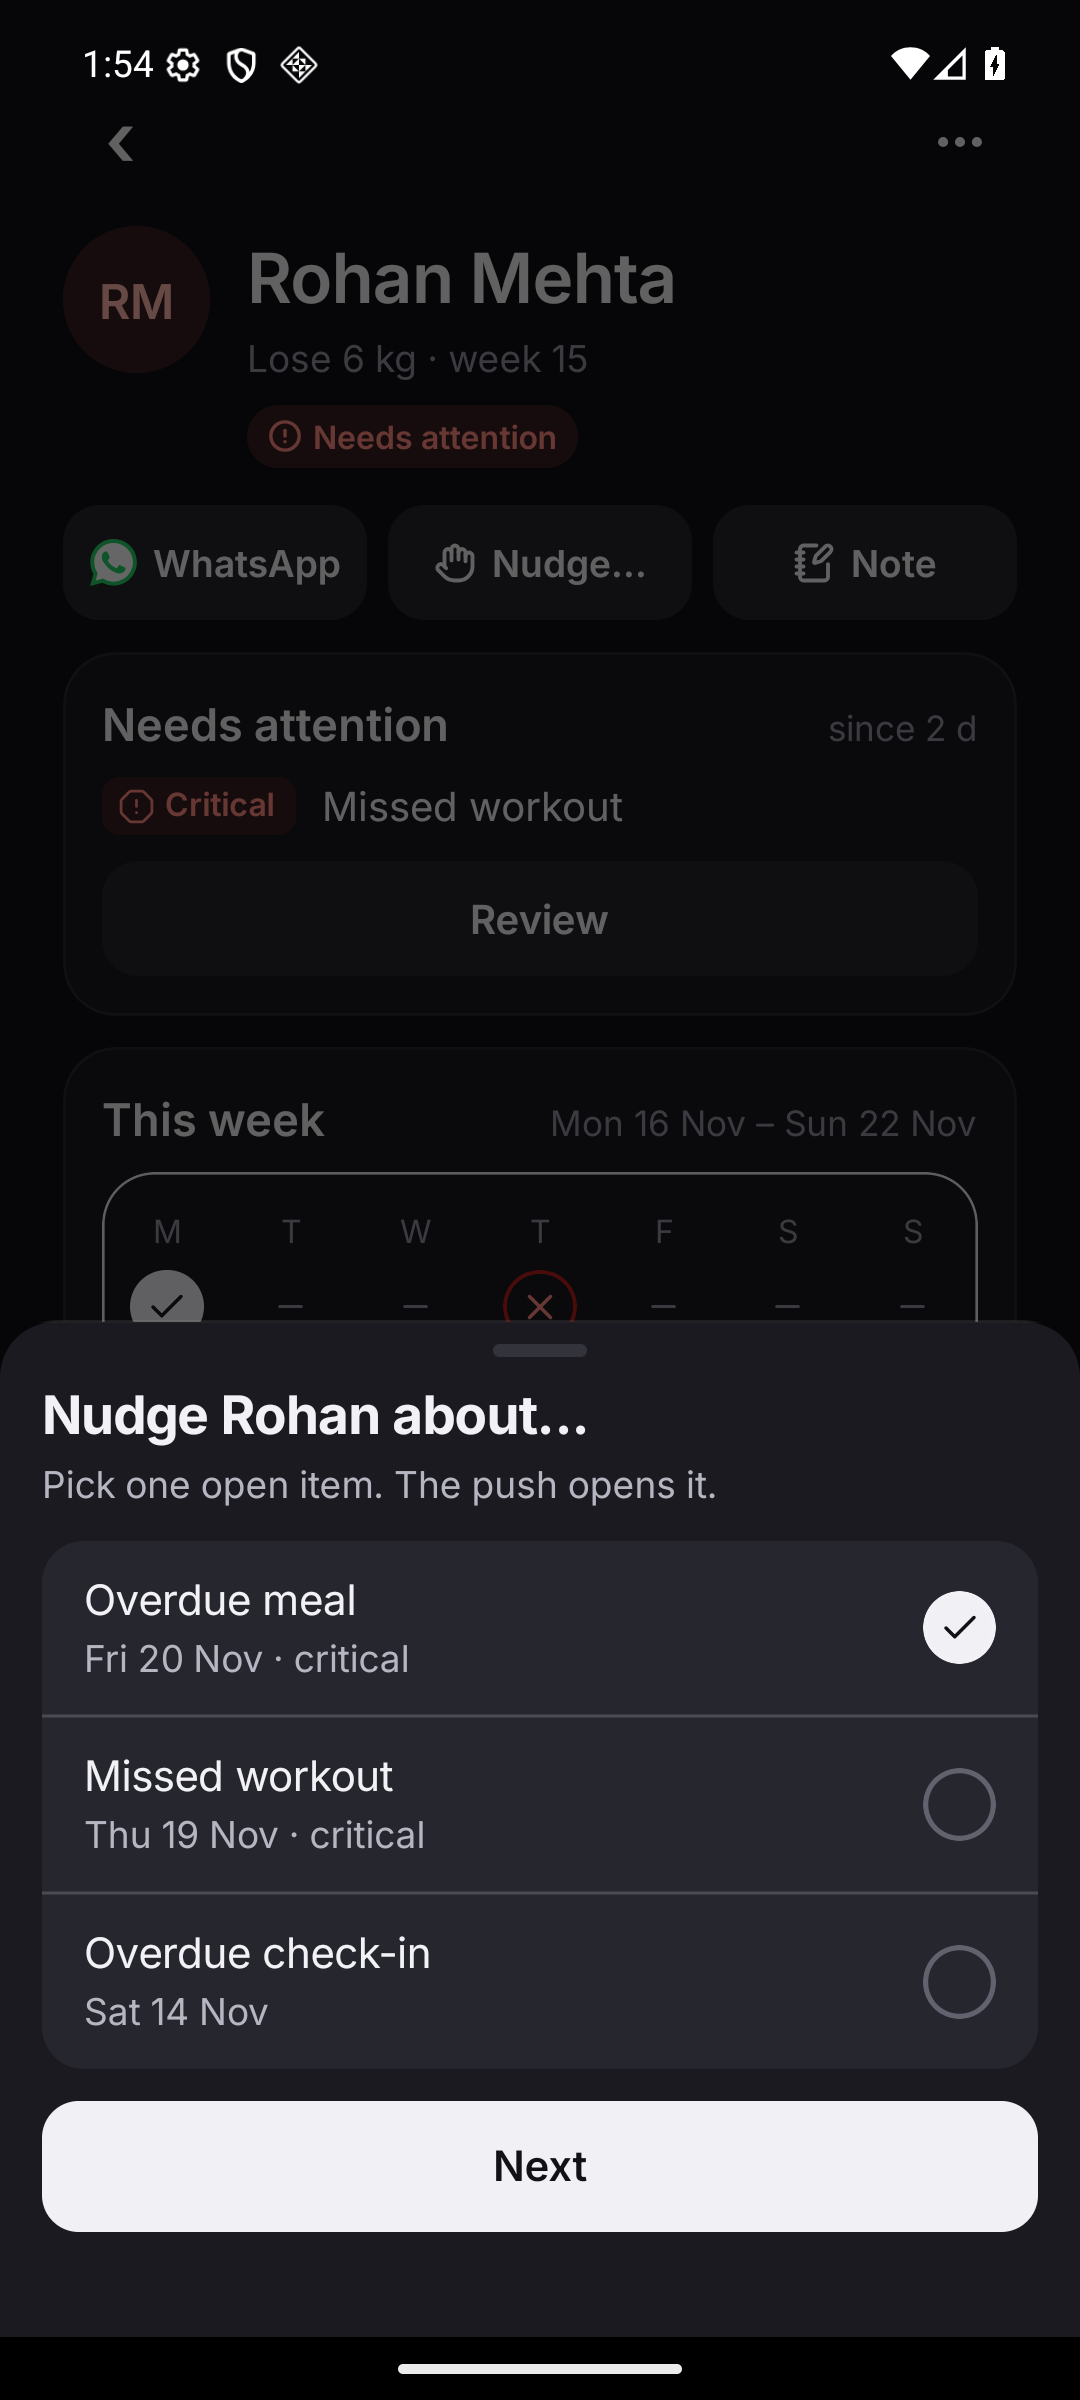 1:54
RM
Rohan Mehta
Lose 6 kg · week 15
Needs attention
WhatsApp
Nudge...
Note
Needs attention
since 2 d
Critical
Missed workout
Review
This week
Mon 16 Nov – Sun 22 Nov
M T W T F S S
Nudge Rohan about...
Pick one open item. The push opens it.
Overdue meal
Fri 20 Nov · critical
Missed workout
Thu 19 Nov · critical
Overdue check-in
Sat 14 Nov
Next